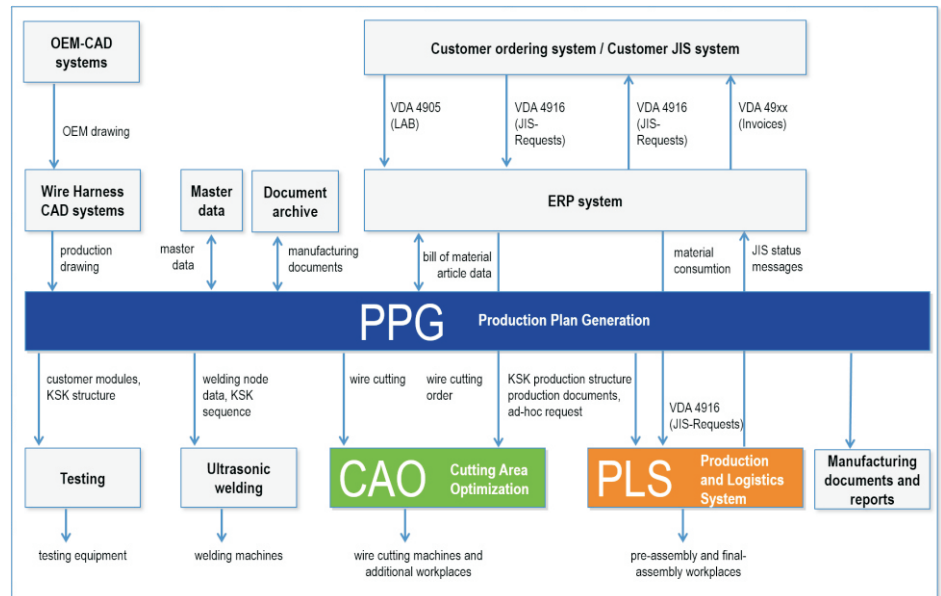 OEM-CAD
systems
Customer ordering system / Customer JIS system
OEM drawing
VDA 4905
(LAB)
VDA 4916
(JIS-
Requests)
VDA 4916
(JIS-
Requests)
VDA 49xx
(Invoices)
Wire Harness
CAD systems
Master
data
Document
archive
ERP system
production
drawing
master
data
manufacturing
documents
bill of material
article data
material
consumtion
JIS status
messages
PPG Production Plan Generation
customer modules,
KSK structure
welding node
data, KSK
sequence
wire cutting
wire cutting
order
KSK production structure
production documents,
ad-hoc request
VDA 4916
(JIS-Requests)
Testing
Ultrasonic
welding
CAO Cutting Area
Optimization
PLS Production
and Logistics
System
Manufacturing
documents and
reports
testing equipment
welding machines
wire cutting machines and
additional workplaces
pre-assembly and final-
assembly workplaces